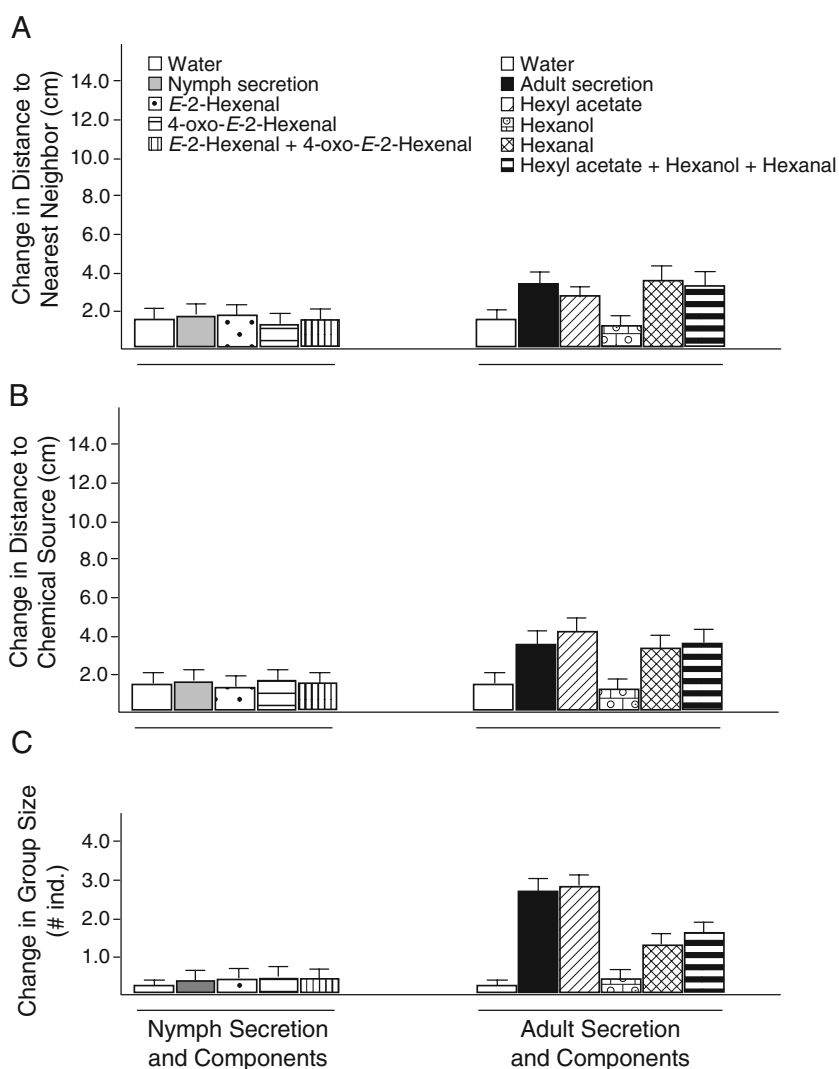 A
Change in Distance to
Nearest Neighbor (cm)
14.0
12.0
10.0
8.0
6.0
4.0
2.0
Water
Nymph secretion
E-2-Hexenal
4-oxo-E-2-Hexenal
E-2-Hexenal + 4-oxo-E-2-Hexenal
Water
Adult secretion
Hexyl acetate
Hexanol
Hexanal
Hexyl acetate + Hexanol + Hexanal
B
Change in Distance to
Chemical Source (cm)
14.0
12.0
10.0
8.0
6.0
4.0
2.0
C
Change in Group Size
(# ind.)
4.0
3.0
2.0
1.0
Nymph Secretion
and Components
Adult Secretion
and Components